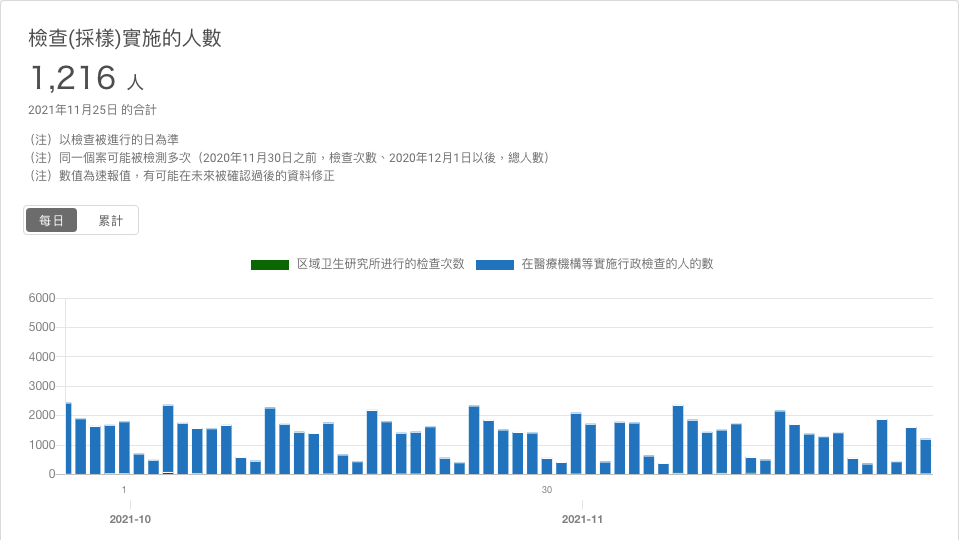 檢查(採樣)實施的人數
1,216 人
2021年11月25日 的合計
（注）以檢查被進行的日為準
（注）同一個案可能被檢測多次（2020年11月30日之前，檢查次數、2020年12月1日以後，總人數）
（注）數值為速報值，有可能在未來被確認過後的資料修正
每日 累計
区域卫生研究所进行的检查次数 在醫療機構等實施行政檢查的人的數
6000
5000
4000
3000
2000
1000
0
1 30
2021-10 2021-11